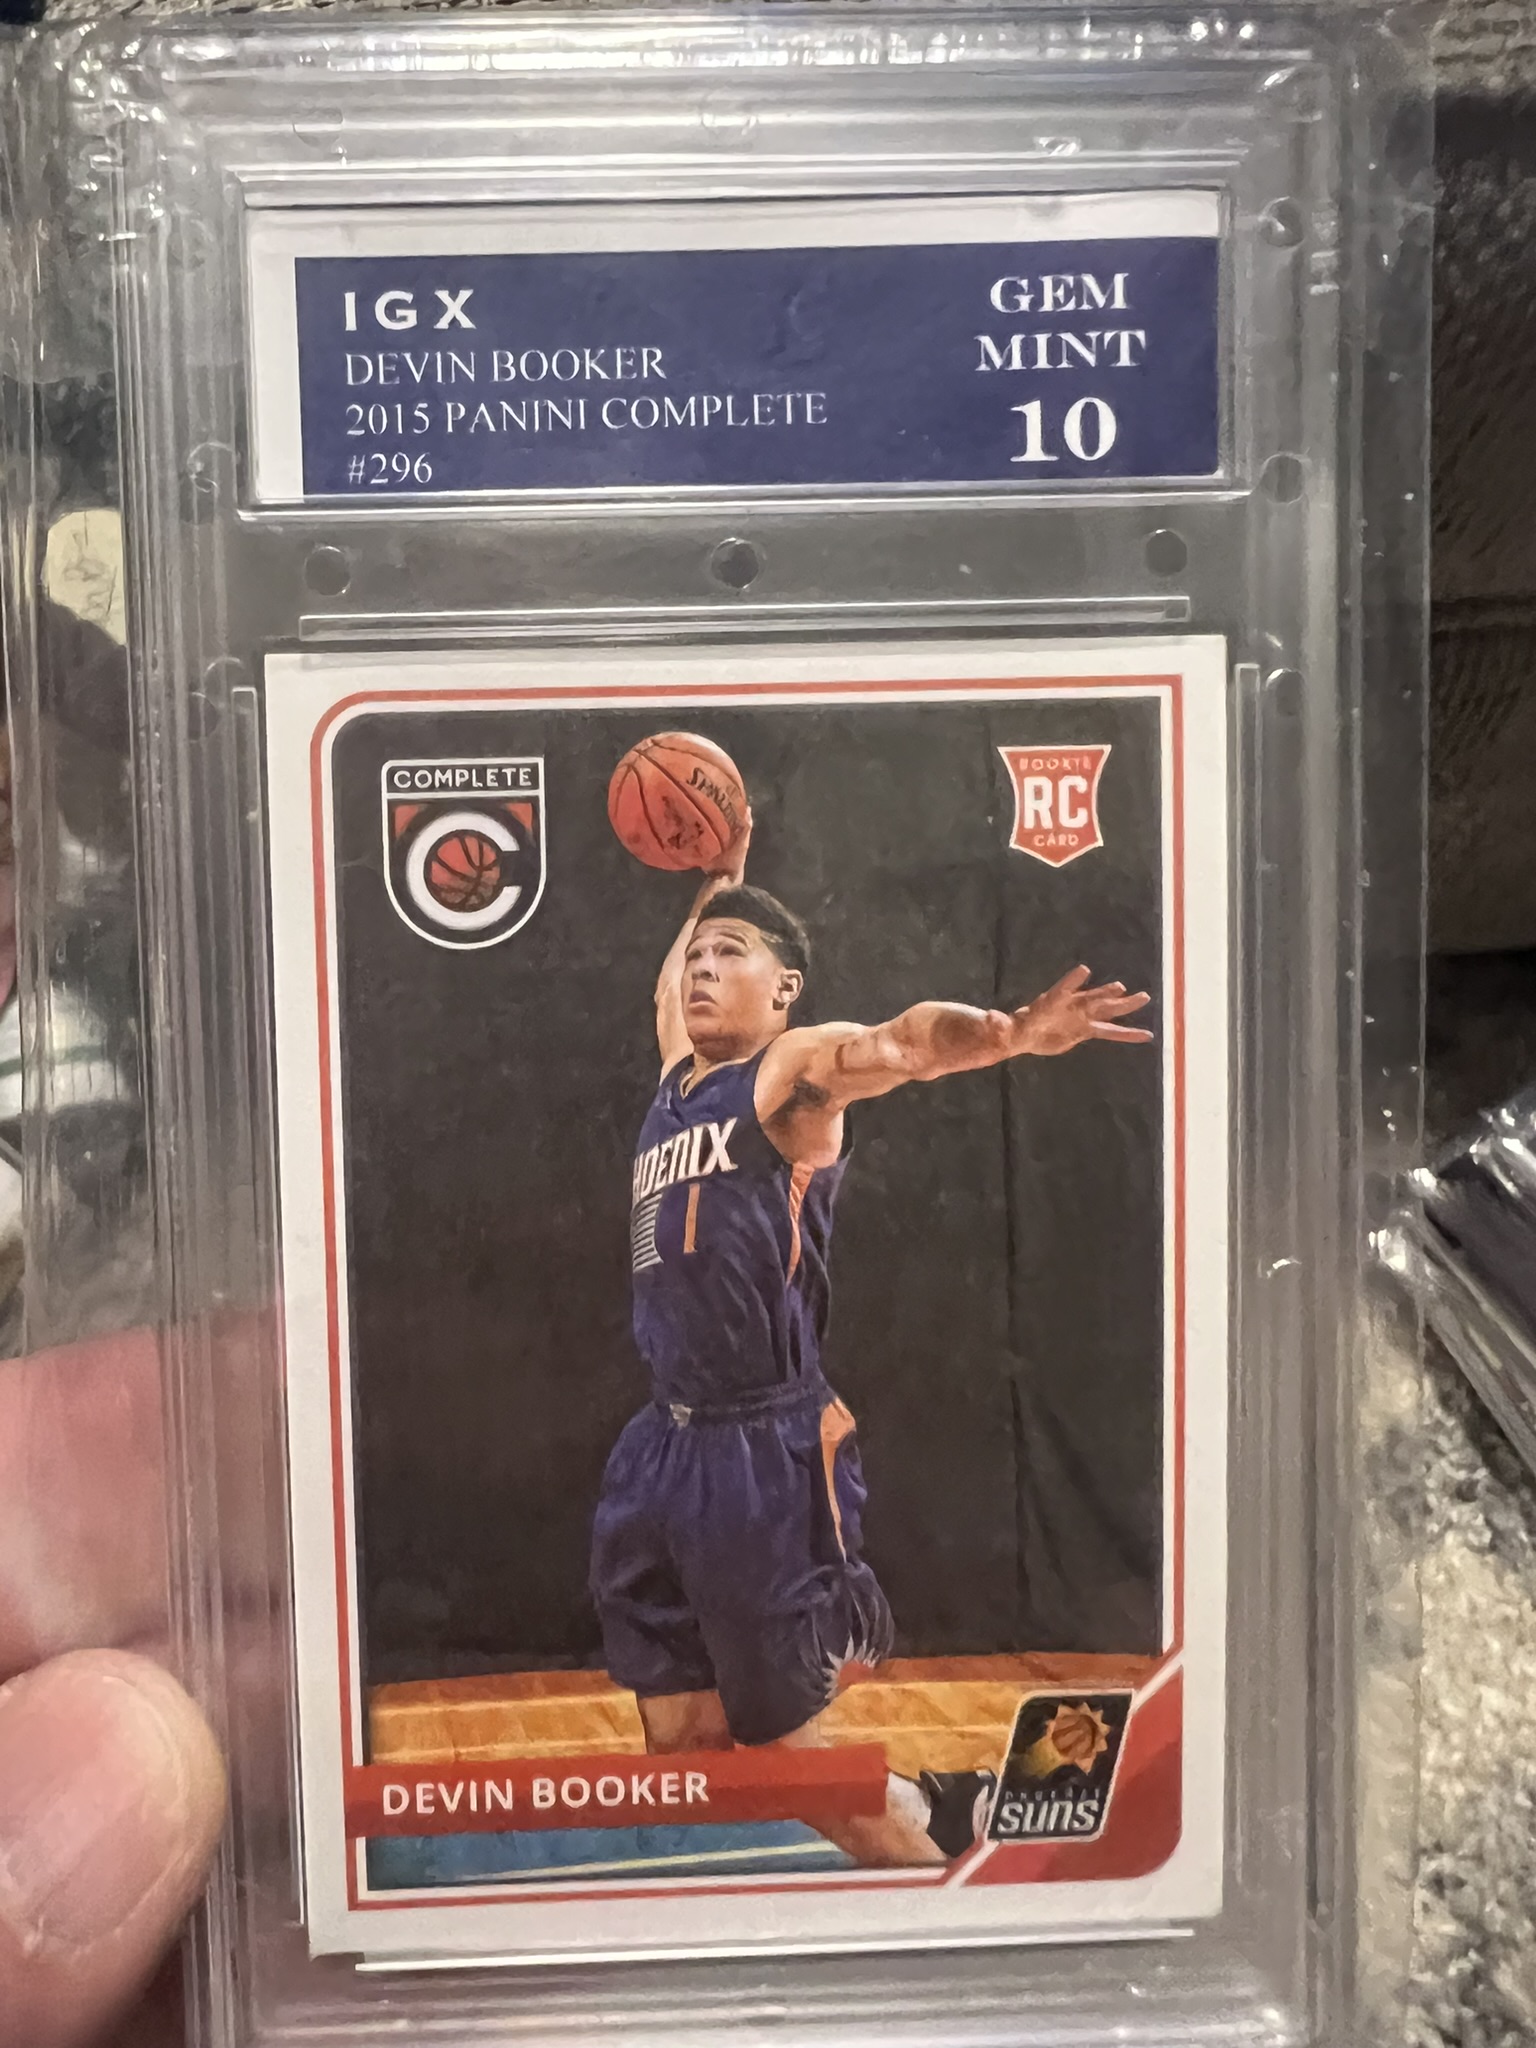 IGX
DEVIN BOOKER
2015 PANINI COMPLETE
#296
GEM
MINT
10
COMPLETE
C
SPALDING
ROOKIE
RC
CARD
PHOENIX
1
DEVIN BOOKER
PHOENIX
SUNS